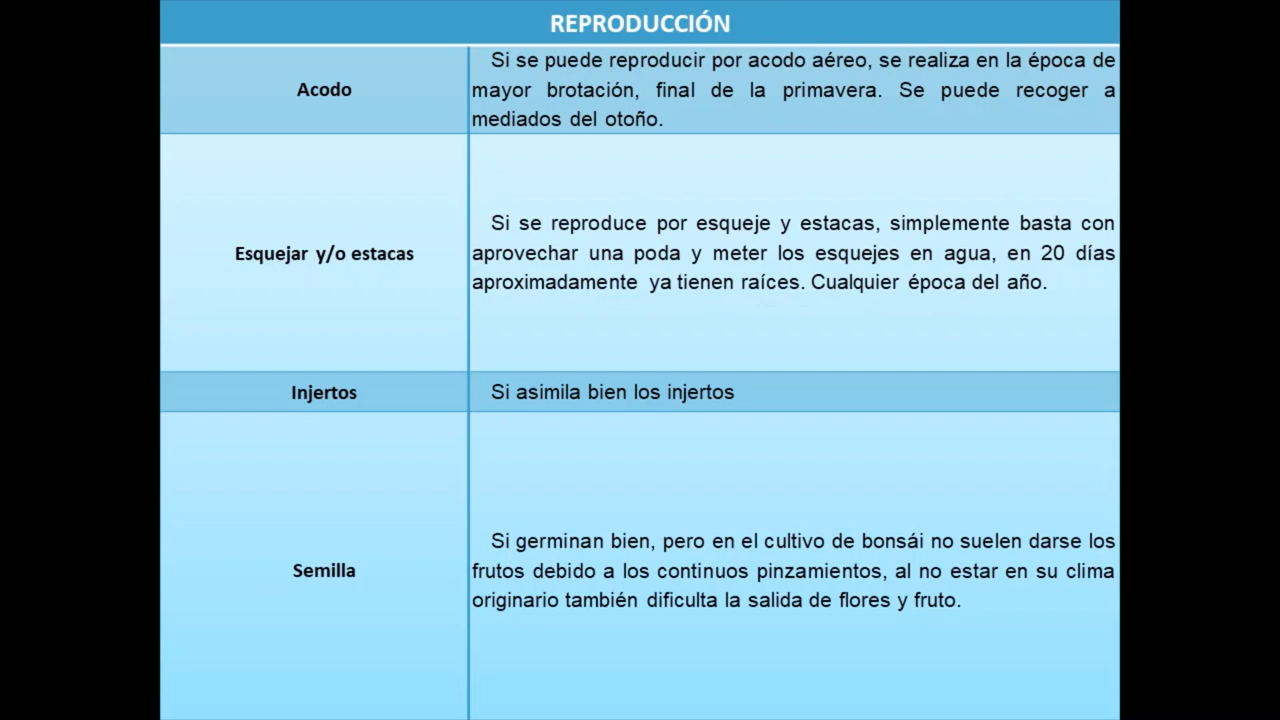 REPRODUCCIÓN
Acodo
Si se puede reproducir por acodo aéreo, se realiza en la época de
mayor brotación, final de la primavera. Se puede recoger a
mediados del otoño.
Esquejar y/o estacas
Si se reproduce por esqueje y estacas, simplemente basta con
aprovechar una poda y meter los esquejes en agua, en 20 días
aproximadamente ya tienen raíces. Cualquier época del año.
Injertos
Si asimila bien los injertos
Semilla
Si germinan bien, pero en el cultivo de bonsái no suelen darse los
frutos debido a los continuos pinzamientos, al no estar en su clima
originario también dificulta la salida de flores y fruto.